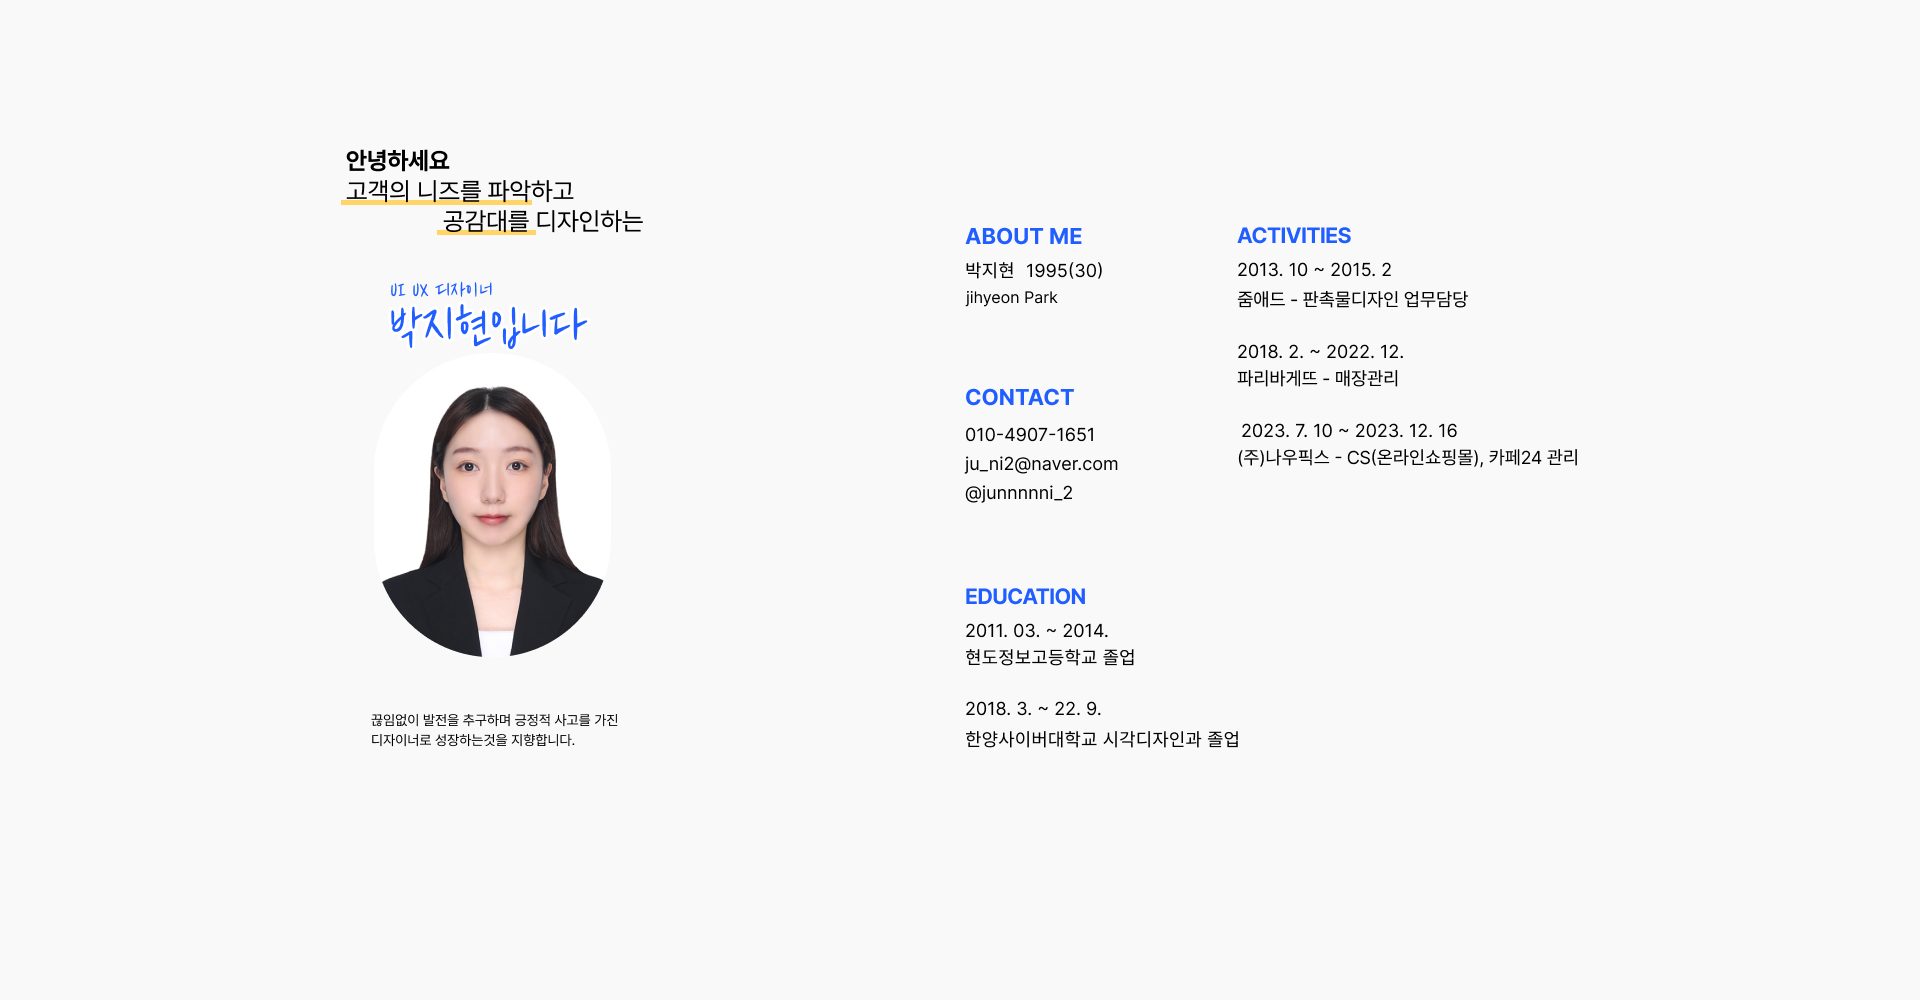 안녕하세요
고객의 니즈를 파악하고
공감대를 디자인하는
UI UX 디자이너
박지현입니다
끊임없이 발전을 추구하며 긍정적 사고를 가진
디자이너로 성장하는것을 지향합니다.
ABOUT ME
박지현 1995(30)
jihyeon Park
CONTACT
010-4907-1651
ju_ni2@naver.com
@junnnnni_2
EDUCATION
2011. 03. ~ 2014.
현도정보고등학교 졸업
2018. 3. ~ 22. 9.
한양사이버대학교 시각디자인과 졸업
ACTIVITIES
2013. 10 ~ 2015. 2
줌애드 - 판촉물디자인 업무담당
2018. 2. ~ 2022. 12.
파리바게뜨 - 매장관리
2023. 7. 10 ~ 2023. 12. 16
(주)나우픽스 - CS(온라인쇼핑몰), 카페24 관리